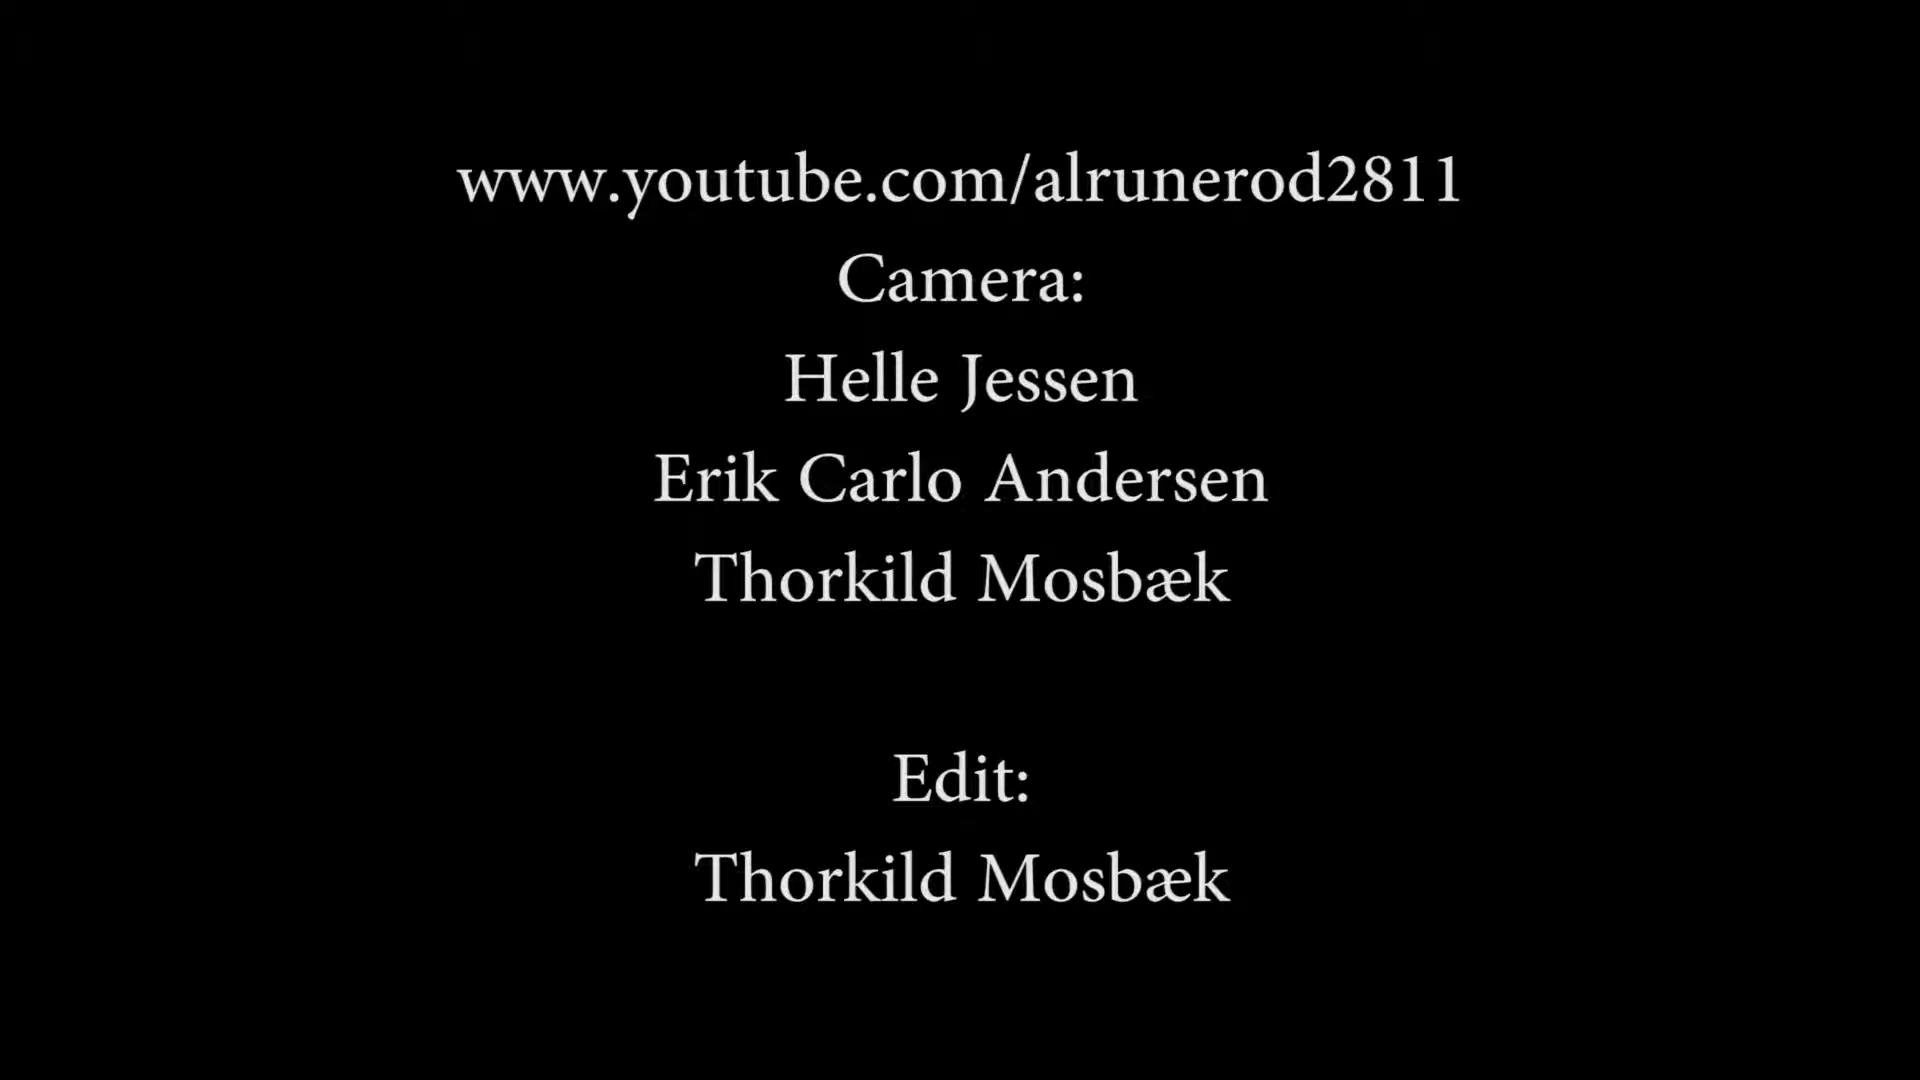 www.youtube.com/alrunerod2811
Camera:
Helle Jessen
Erik Carlo Andersen
Thorkild Mosbæk
Edit:
Thorkild Mosbæk